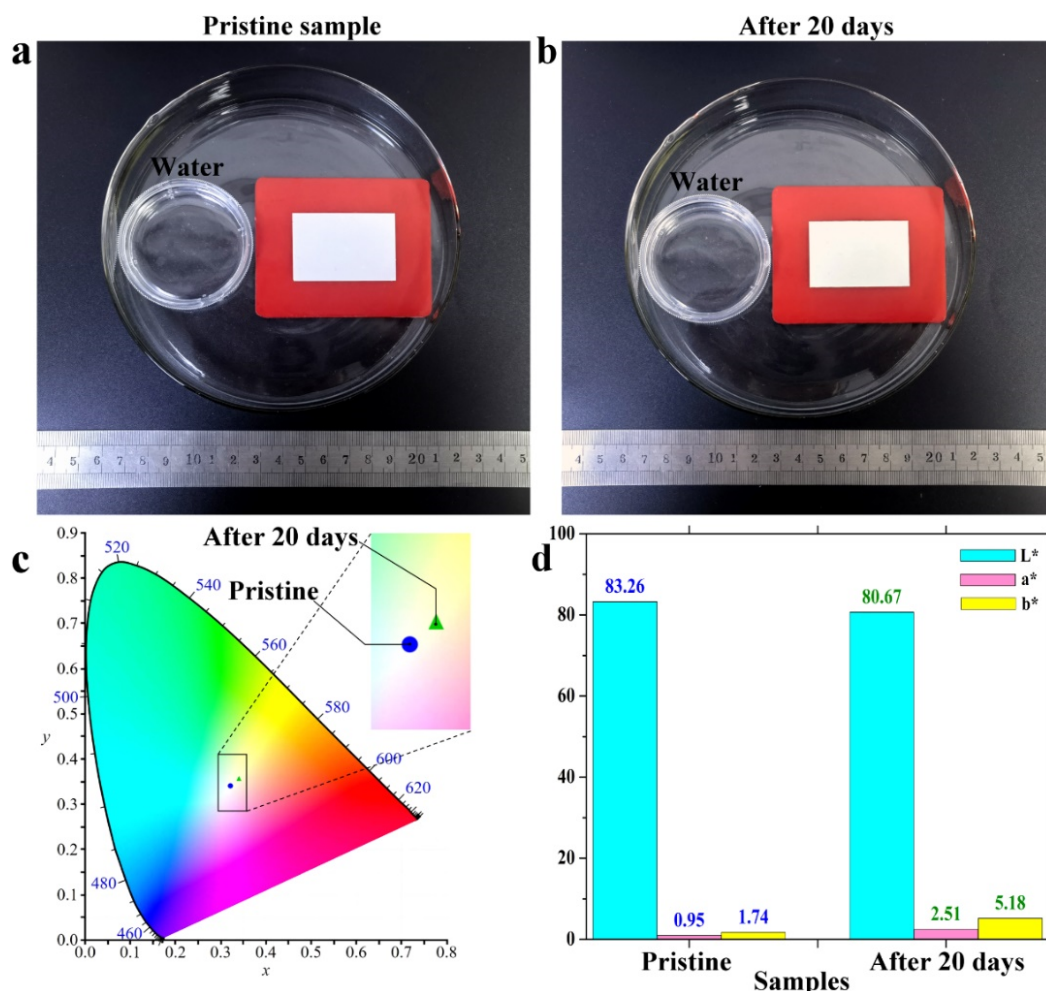 Pristine sample
After 20 days
a
b
Water
Water
4 5 6 7 8 9 10 1 2 3 4 5 6 7 8 9 20 1 2 3 4 5
4 5 6 7 8 9 10 1 2 3 4 5 6 7 8 9 20 1 2 3 4 5
c
After 20 days
Pristine
0.9
0.8
0.7
0.6
0.5
0.4
0.3
0.2
0.1
0.0
y
520
540
560
580
600
620
500
480
460
0.0 0.1 0.2 0.3 0.4 0.5 0.6 0.7 0.8
x
d
100
80
60
40
20
0
L*
a*
b*
83.26
0.95
1.74
80.67
2.51
5.18
Pristine
After 20 days
Samples